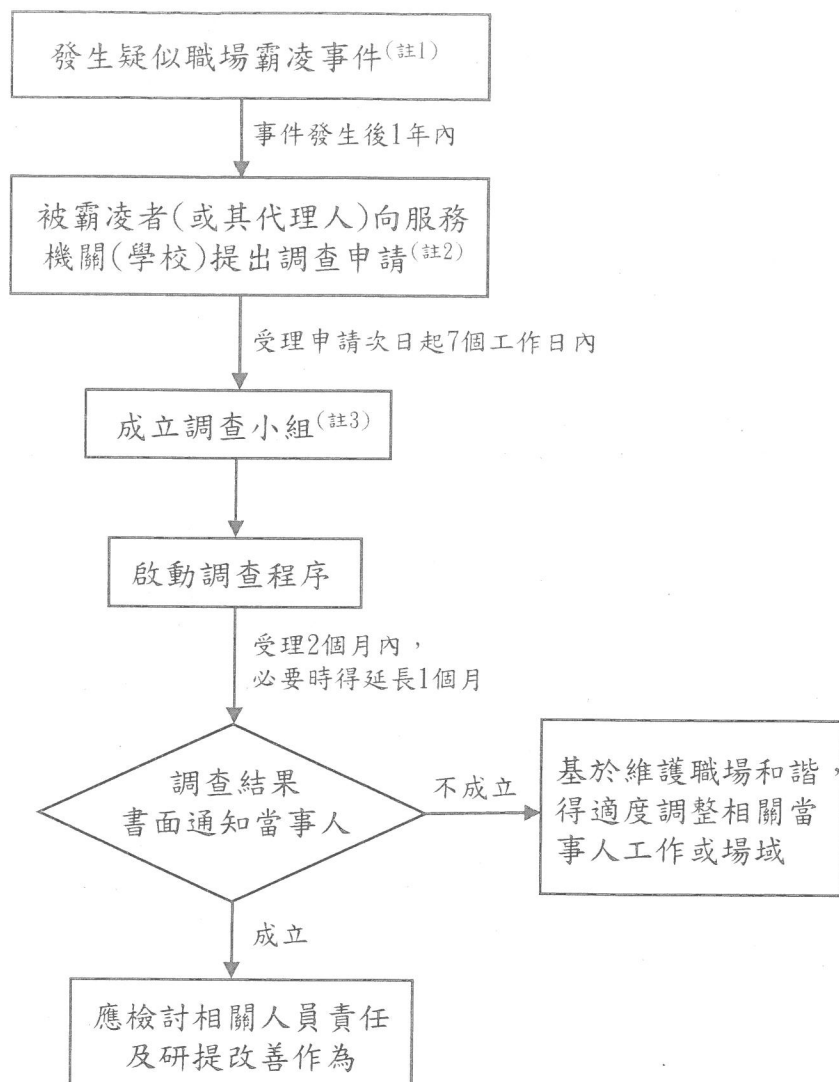 發生疑似職場霸凌事件(註1)
事件發生後1年內
被霸凌者(或其代理人)向服務
機關(學校)提出調查申請(註2)
受理申請次日起7個工作日內
成立調查小組(註3)
啟動調查程序
受理2個月內，
必要時得延長1個月
調查結果
書面通知當事人
不成立
基於維護職場和諧，
得適度調整相關當
事人工作或場域
成立
應檢討相關人員責任
及研提改善作為